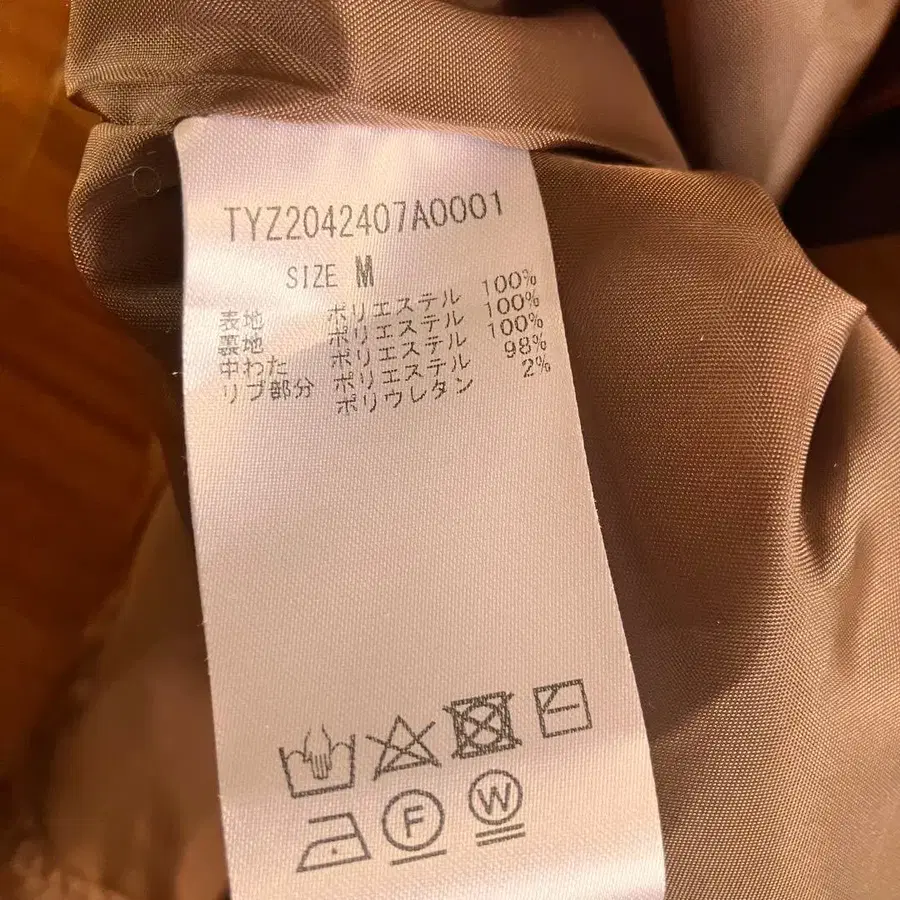 TYZ2042407A0001
SIZE M
表地 ポリエステル 100%
裏地 ポリエステル 100%
中わた ポリエステル 100%
リブ部分 ポリエステル 98%
ポリウレタン 2%
F
W